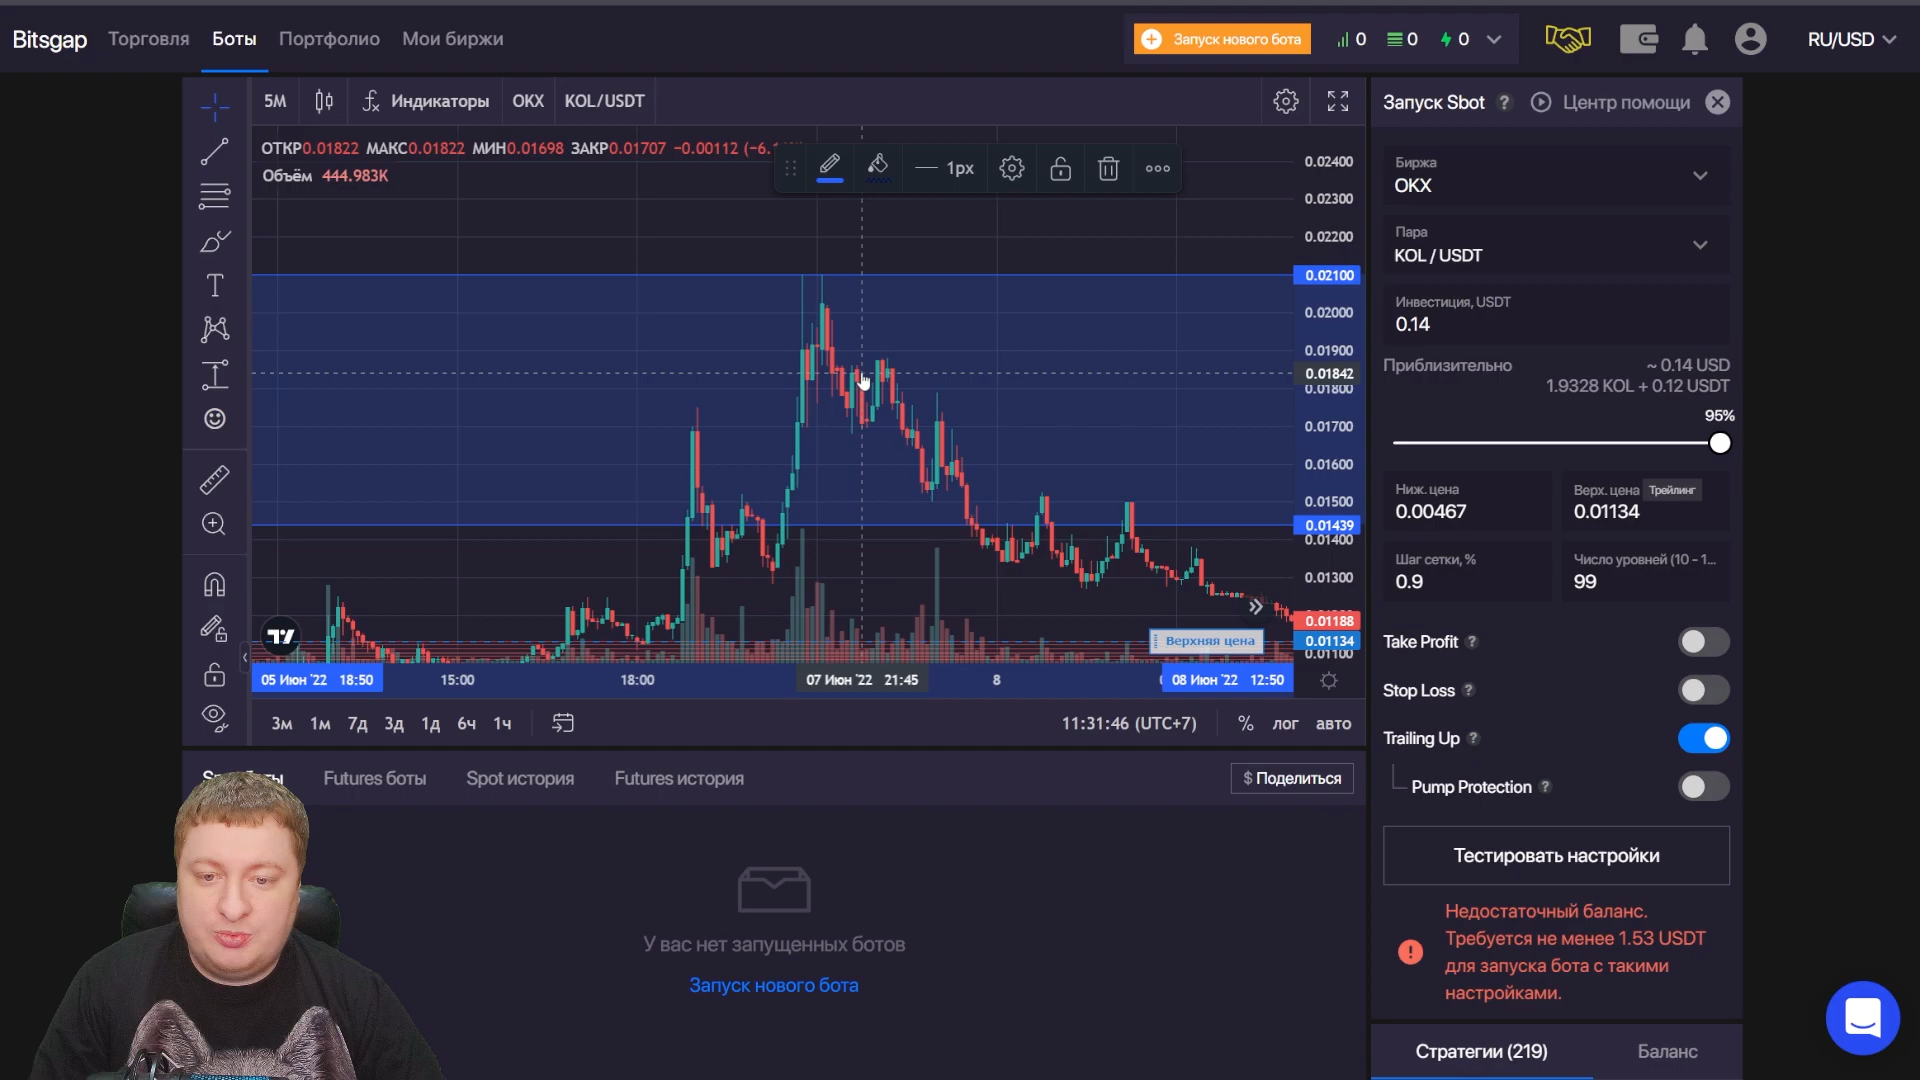 Bitsgap Торговля Боты Портфолио Мои биржи Запуск нового бота 0 0 0 RU/USD
5М Индикаторы OKX KOL/USDT
ОТКР0.01822 МАКС0.01822 МИН0.01698 ЗАКР0.01707 −0.00112
Объём 444.983K
1px
0.02400
0.02300
0.02200
0.02100
0.02000
0.01900
0.01842
0.01800
0.01700
0.01600
0.01500
0.01439
0.01400
0.01300
0.01188
0.01134
0.01100
Верхняя цена
05 Июн '22 18:50 15:00 18:00 07 Июн '22 21:45 8 08 Июн '22 12:50
3м 1м 7д 3д 1д 6ч 1ч 11:31:46 (UTC+7) % лог авто
Futures боты Spot история Futures история $ Поделиться
У вас нет запущенных ботов
Запуск нового бота
Запуск Sbot ? Центр помощи
Биржа
OKX
Пара
KOL / USDT
Инвестиция, USDT
0.14
Приблизительно ~ 0.14 USD
1.9328 KOL + 0.12 USDT
95%
Ниж. цена Верх. цена Трейлинг
0.00467 0.01134
Шаг сетки, % Число уровней (10 - 1...
0.9 99
Take Profit ?
Stop Loss ?
Trailing Up ?
Pump Protection ?
Тестировать настройки
Недостаточный баланс.
Требуется не менее 1.53 USDT
для запуска бота с такими
настройками.
Стратегии (219) Баланс